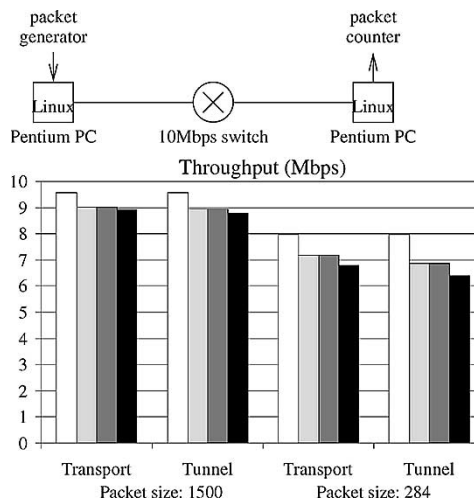 packet generator
packet counter
Linux
Linux
Pentium PC
10Mbps switch
Pentium PC
Throughput (Mbps)
10
9
8
7
6
5
4
3
2
1
0
Transport
Tunnel
Transport
Tunnel
Packet size: 1500
Packet size: 284